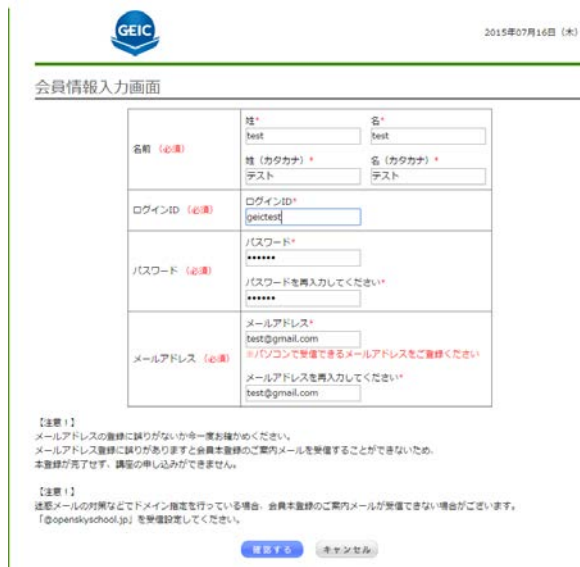 GEIC
2015年07月16日（木）
会員情報入力画面
名前（必須）
姓* 名*
test test
姓（カタカナ）* 名（カタカナ）*
テスト テスト
ログインID（必須）
ログインID*
geictest
パスワード（必須）
パスワード*
••••••
パスワードを再入力してください*
••••••
メールアドレス（必須）
メールアドレス*
test@gmail.com
※パソコンで受信できるメールアドレスをご登録ください
メールアドレスを再入力してください*
test@gmail.com
【注意！】
メールアドレスの登録に誤りがないか今一度お確かめください。
メールアドレス登録に誤りがありますと会員本登録のご案内メールを受信することができないため、
本登録が完了せず、講座の申し込みができません。
【注意！】
迷惑メールの対策などでドメイン指定を行っている場合、会員本登録のご案内メールが受信できない場合がございます。
「@openskyschool.jp」を受信設定してください。
確認する キャンセル